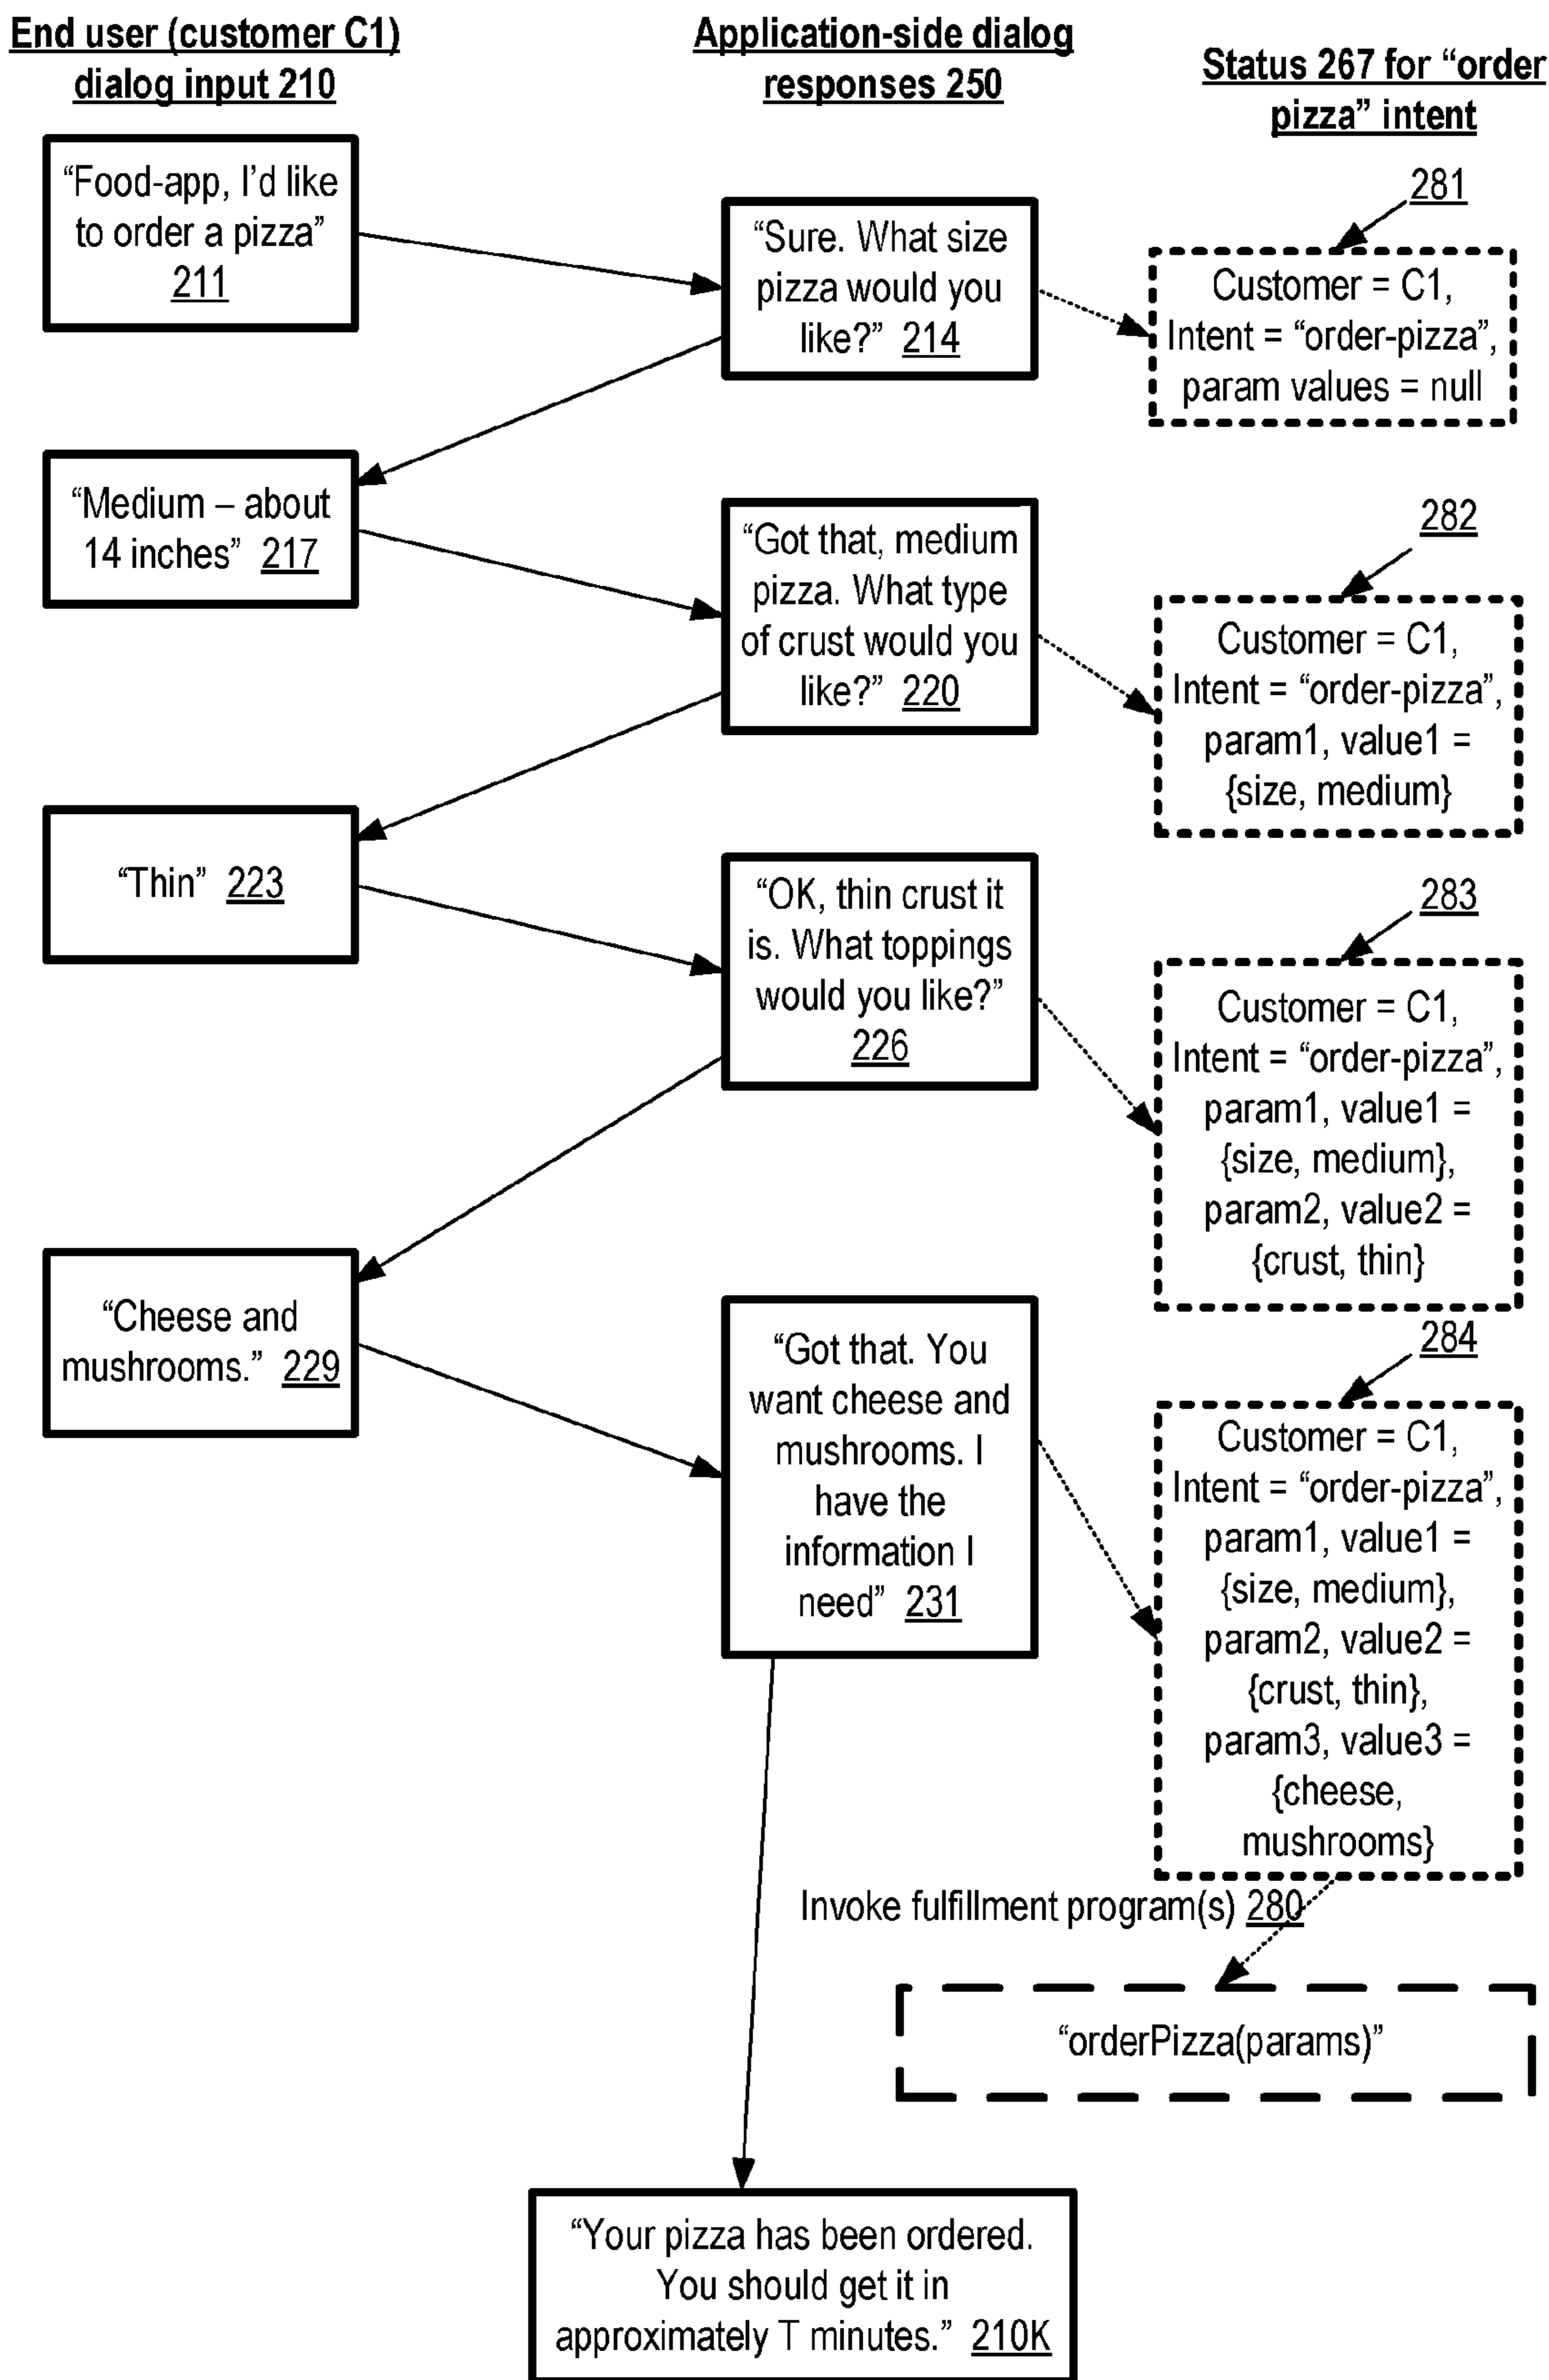 End user (customer C1)
dialog input 210
Application-side dialog
responses 250
Status 267 for “order
pizza” intent
“Food-app, I’d like
to order a pizza”
211
“Sure. What size
pizza would you
like?” 214
281
Customer = C1,
Intent = “order-pizza”,
param values = null
“Medium – about
14 inches” 217
“Got that, medium
pizza. What type
of crust would you
like?” 220
282
Customer = C1,
Intent = “order-pizza”,
param1, value1 =
{size, medium}
“Thin” 223
“OK, thin crust it
is. What toppings
would you like?”
226
283
Customer = C1,
Intent = “order-pizza”,
param1, value1 =
{size, medium},
param2, value2 =
{crust, thin}
“Cheese and
mushrooms.” 229
“Got that. You
want cheese and
mushrooms. I
have the
information I
need” 231
284
Customer = C1,
Intent = “order-pizza”,
param1, value1 =
{size, medium},
param2, value2 =
{crust, thin},
param3, value3 =
{cheese,
mushrooms}
Invoke fulfillment program(s) 280
“orderPizza(params)”
“Your pizza has been ordered.
You should get it in
approximately T minutes.” 210K